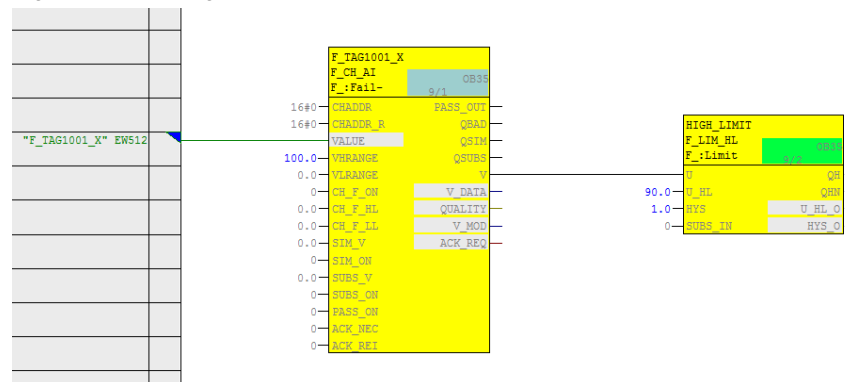 F_TAG1001_X
F_CH_AI
F_:Fail-
OB35
9/1
16#0 CHADDR PASS_OUT
16#0 CHADDR_R QBAD
"F_TAG1001_X" EW512 VALUE QSIM
100.0 VHRANGE QSUBS
0.0 VLRANGE V
0 CH_F_ON V_DATA
0.0 CH_F_HL QUALITY
0.0 CH_F_LL V_MOD
0.0 SIM_V ACK_REQ
0 SIM_ON
0.0 SUBS_V
0 SUBS_ON
0 PASS_ON
0 ACK_NEC
0 ACK_REI
HIGH_LIMIT
F_LIM_HL
F_:Limit
OB35
9/2
U QH
90.0 U_HL QHN
1.0 HYS U_HL_O
0 SUBS_IN HYS_O